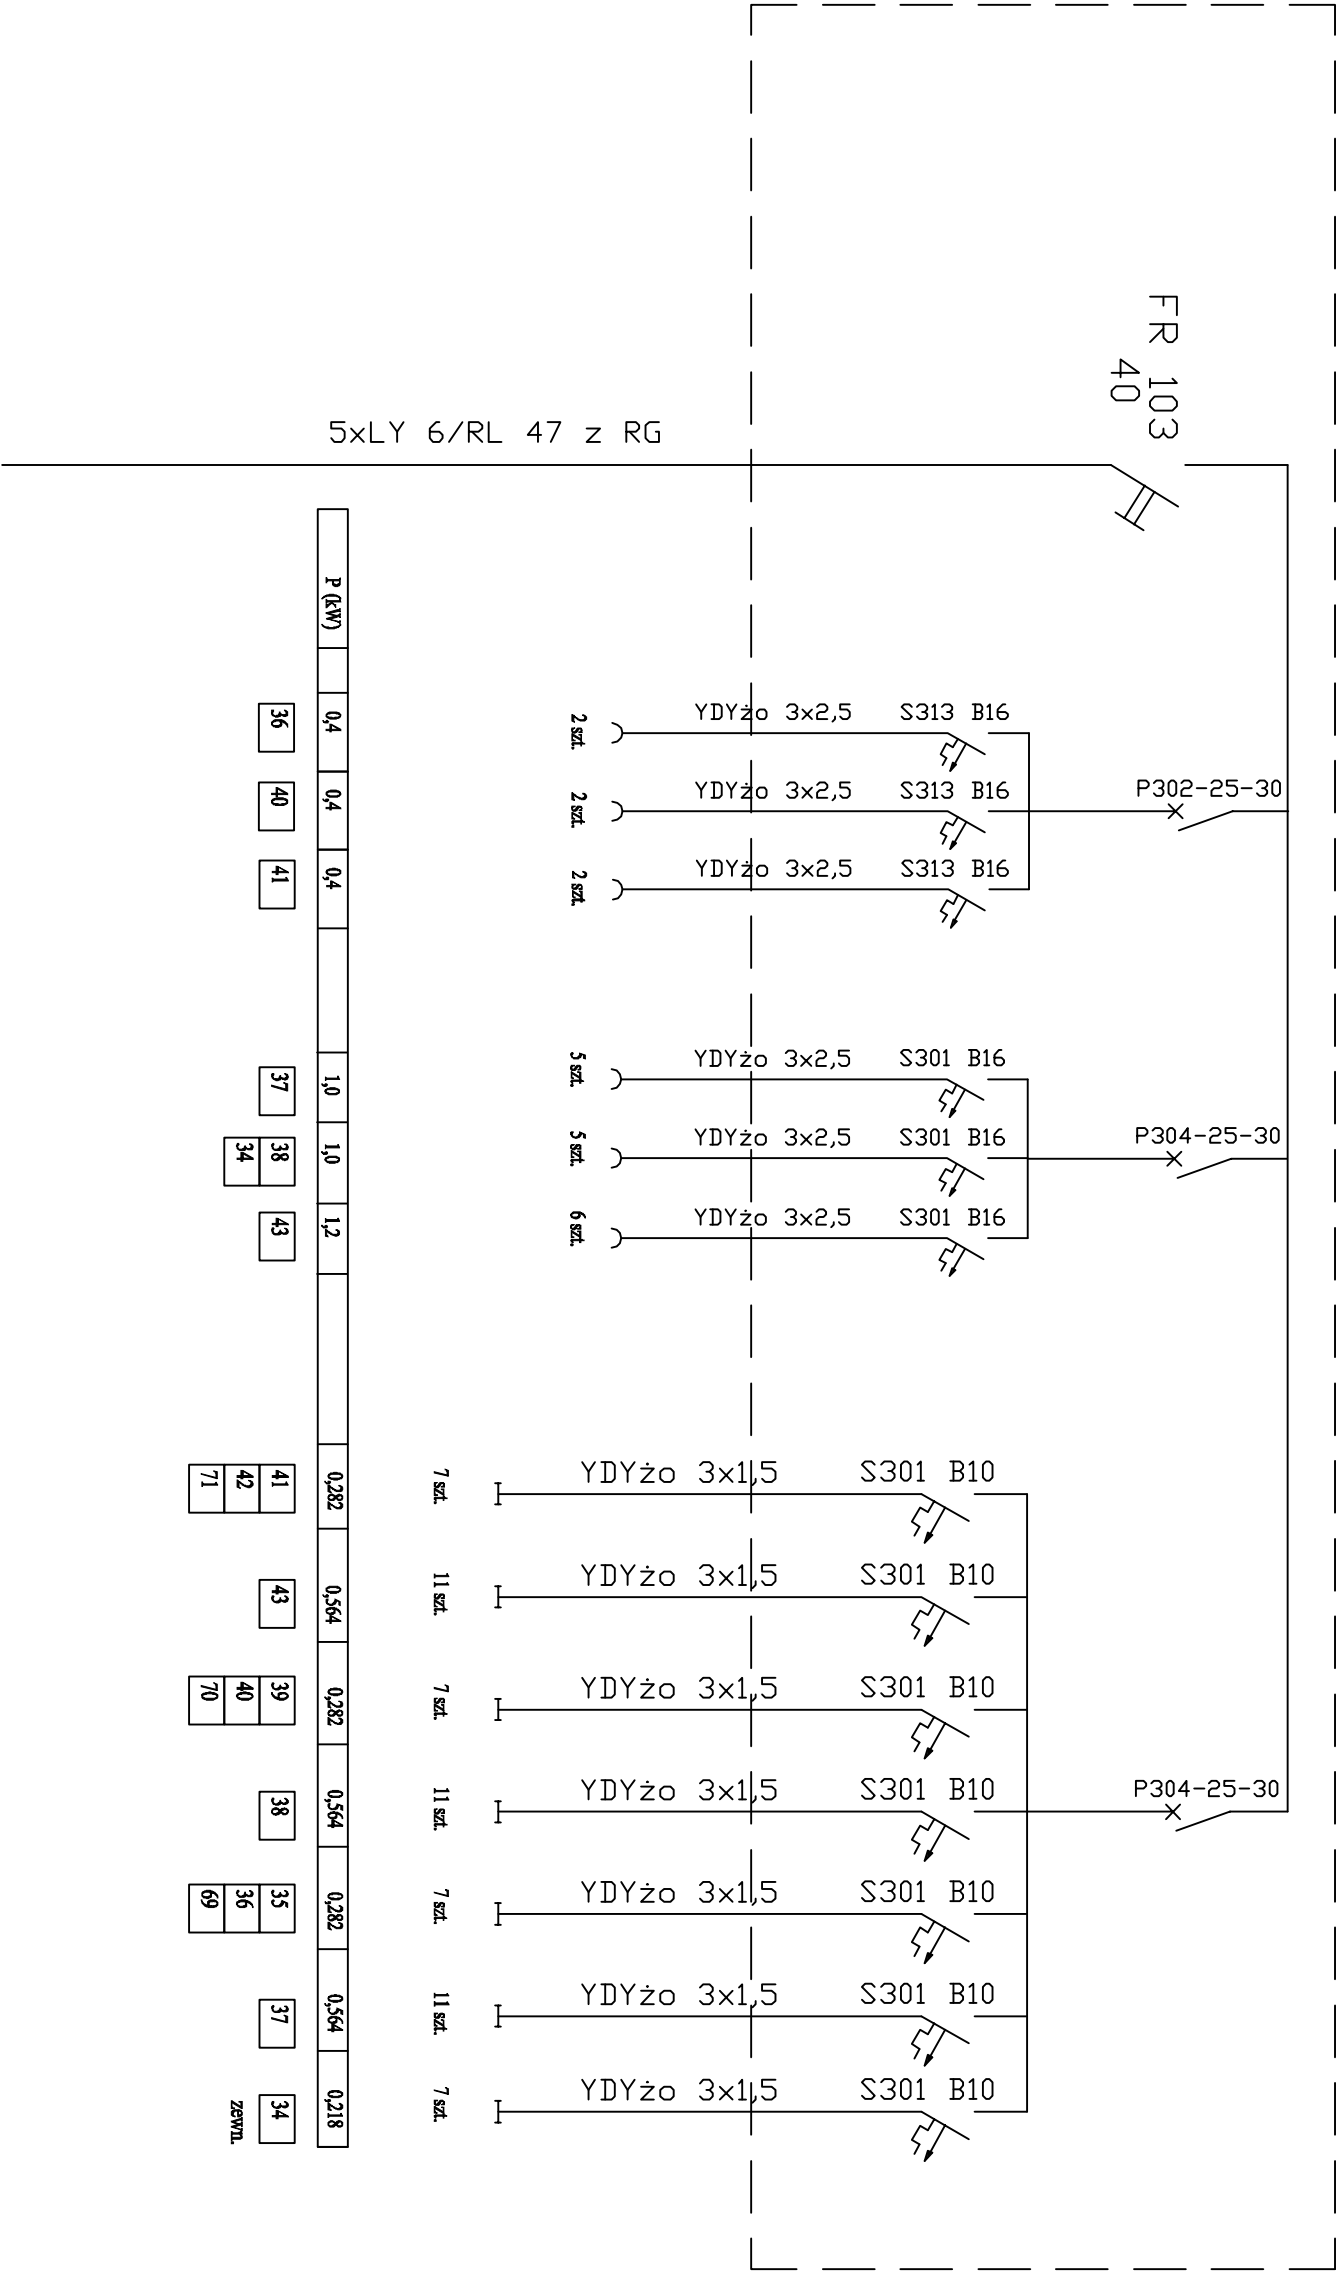 FR 103
40
5xLY 6/RL 47 z RG
P302-25-30
YDYżo 3x2,5 S313 B16
YDYżo 3x2,5 S313 B16
YDYżo 3x2,5 S313 B16
P304-25-30
YDYżo 3x2,5 S301 B16
YDYżo 3x2,5 S301 B16
YDYżo 3x2,5 S301 B16
P304-25-30
YDYżo 3x1,5 S301 B10
YDYżo 3x1,5 S301 B10
YDYżo 3x1,5 S301 B10
YDYżo 3x1,5 S301 B10
YDYżo 3x1,5 S301 B10
YDYżo 3x1,5 S301 B10
YDYżo 3x1,5 S301 B10
2 szt. 2 szt. 2 szt. 5 szt. 5 szt. 6 szt.
7 szt. 11 szt. 7 szt. 11 szt. 7 szt. 11 szt. 7 szt.
P (kW) 0,4 0,4 0,4 1,0 1,0 1,2 0,282 0,564 0,282 0,564 0,282 0,564 0,218
36 40 41 37 38 43 41 43 39 38 35 37 34
34 42 40 36 zewn.
71 70 69